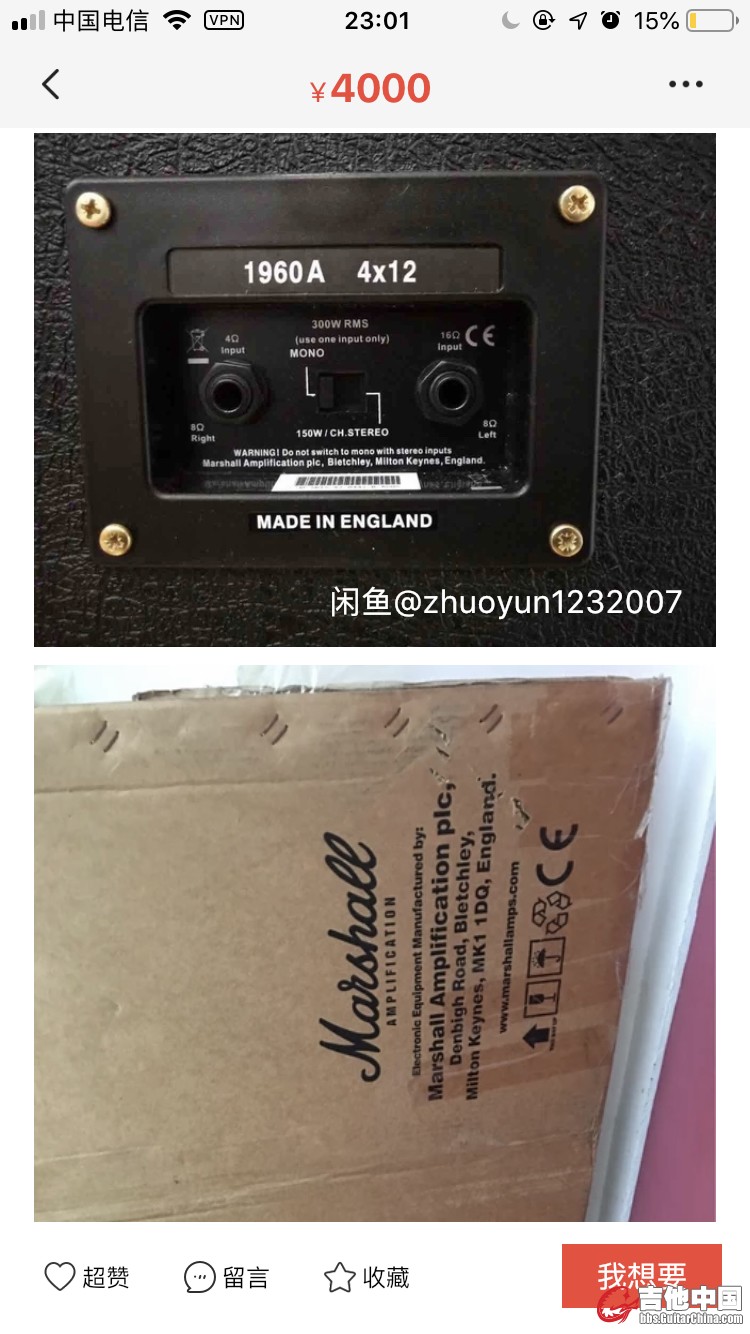 中国电信 VPN 23:01 15%
¥4000
1960A 4x12
300W RMS
(use one input only)
4Ω
Input
MONO
16Ω
Input
CE
8Ω
Right
150W / CH.STEREO
8Ω
Left
WARNING! Do not switch to mono with stereo inputs
Marshall Amplification plc, Bletchley, Milton Keynes, England.
MADE IN ENGLAND
闲鱼@zhuoyun1232007
Marshall
AMPLIFICATION
Electronic Equipment Manufactured by:
Marshall Amplification plc,
Denbigh Road, Bletchley,
Milton Keynes, MK1 1DQ, England.
www.marshallamps.com
CE
超赞
留言
收藏
我想要
吉他中国
bbs.GuitarChina.com